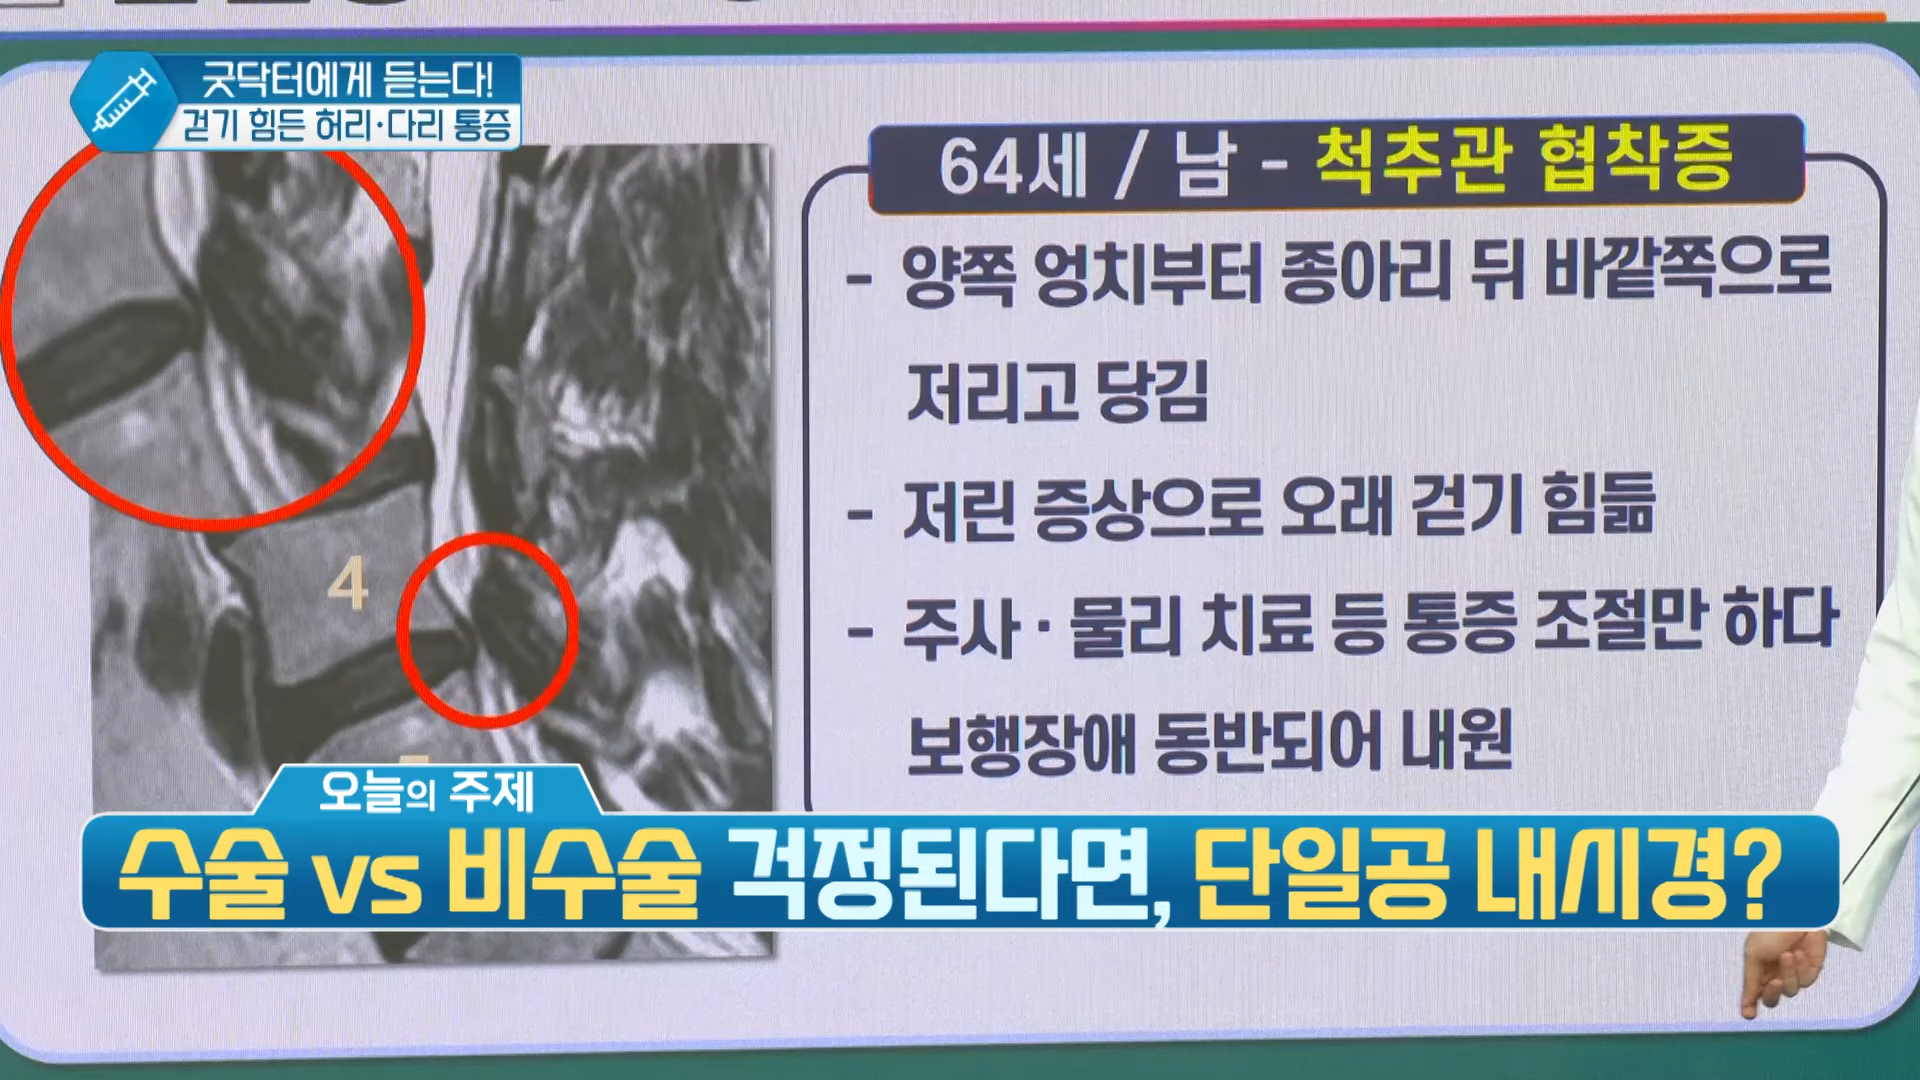 굿닥터에게 듣는다!
걷기 힘든 허리·다리 통증
64세 / 남 - 척추관 협착증
- 양쪽 엉치부터 종아리 뒤 바깥쪽으로
저리고 당김
- 저린 증상으로 오래 걷기 힘듦
- 주사·물리 치료 등 통증 조절만 하다
보행장애 동반되어 내원
4
오늘의 주제
수술 vs 비수술 걱정된다면, 단일공 내시경?